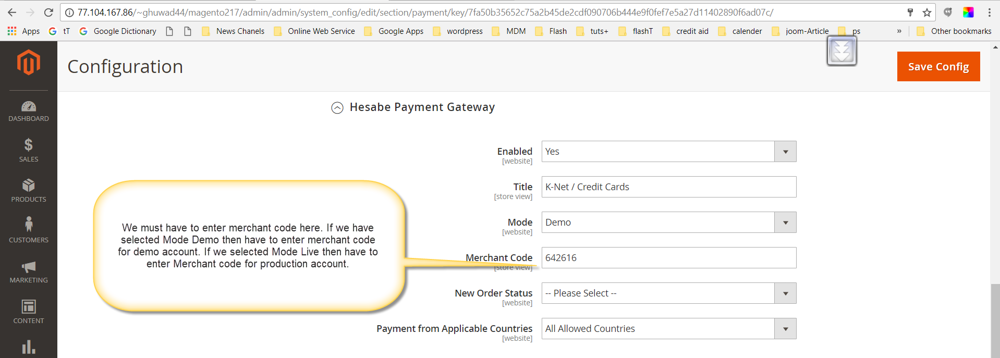 77.104.167.86/~ghuwad44/magento217/admin/admin/system_config/edit/section/payment/key/7fa50b35652c75a2b45de2cdf090706b444e9f0fef7e5a27d11402890f6ad07c/
Apps tT Google Dictionary News Chanels Online Web Service Google Apps wordpress MDM Flash tuts+ flashT credit aid calender joom-Article ps » Other bookmarks
Configuration
Save Config
DASHBOARD
SALES
PRODUCTS
CUSTOMERS
MARKETING
CONTENT
Hesabe Payment Gateway
Enabled Yes
[website]
Title K-Net / Credit Cards
[store view]
Mode Demo
[website]
Merchant Code 642616
[store view]
New Order Status -- Please Select --
[website]
Payment from Applicable Countries All Allowed Countries
[website]
We must have to enter merchant code here. If we have
selected Mode Demo then have to enter merchant code
for demo account. If we selected Mode Live then have to
enter Merchant code for production account.